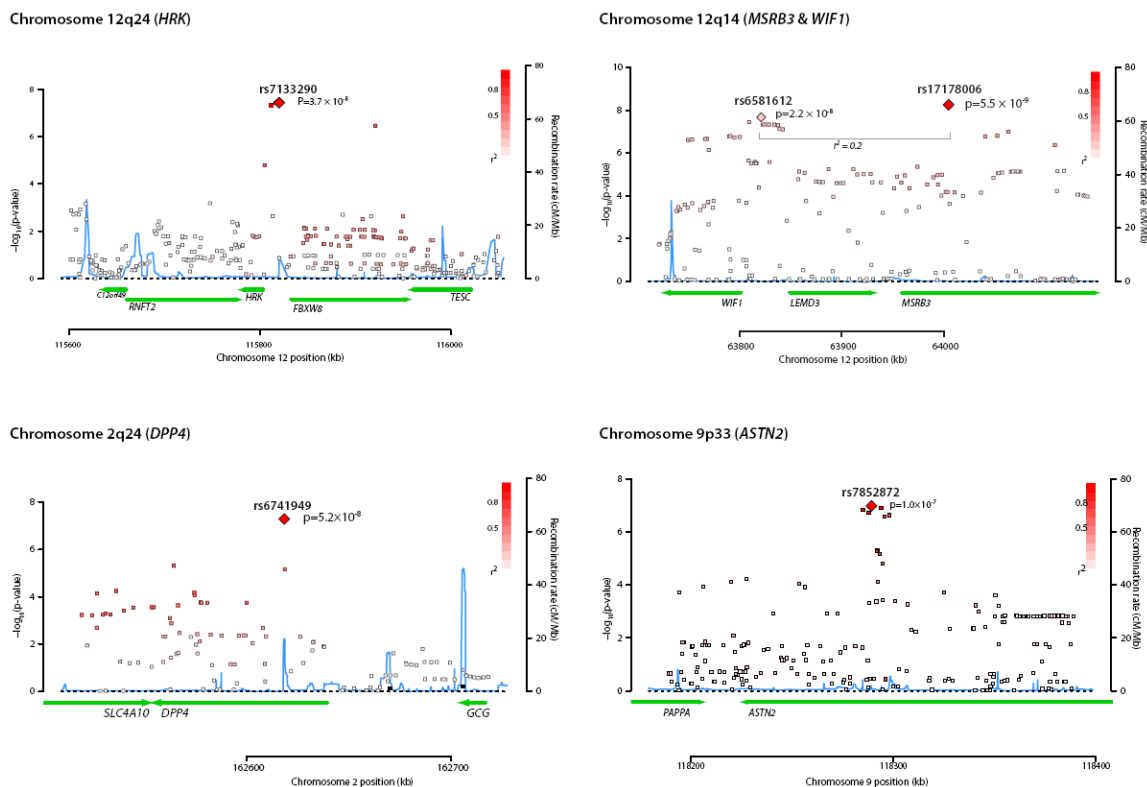 Chromosome 12q24 (HRK)
rs7133290
P=3.7 × 10-8
8
6
4
2
0
−log10(p-value)
80
60
40
20
0
Recombination rate (cM/Mb)
0.8
0.5
r2
C12orf49
RNFT2
HRK
FBXW8
TESC
115600
115800
116000
Chromosome 12 position (kb)
Chromosome 12q14 (MSRB3 & WIF1)
rs6581612
p=2.2 × 10-8
rs17178006
p=5.5 × 10-9
r2 = 0.2
10
8
6
4
2
0
−log10(p-value)
80
60
40
20
0
Recombination rate (cM/Mb)
0.8
0.5
r2
WIF1
LEMD3
MSRB3
63800
63900
64000
Chromosome 12 position (kb)
Chromosome 2q24 (DPP4)
rs6741949
p=5.2×10-8
8
6
4
2
0
−log10(p-value)
80
60
40
20
0
Recombination rate (cM/Mb)
0.8
0.5
r2
SLC4A10
DPP4
GCG
162600
162700
Chromosome 2 position (kb)
Chromosome 9p33 (ASTN2)
rs7852872
p=1.0×10-7
8
6
4
2
0
−log10(p-value)
80
60
40
20
0
Recombination rate (cM/Mb)
0.8
0.5
r2
PAPPA
ASTN2
118200
118300
118400
Chromosome 9 position (kb)